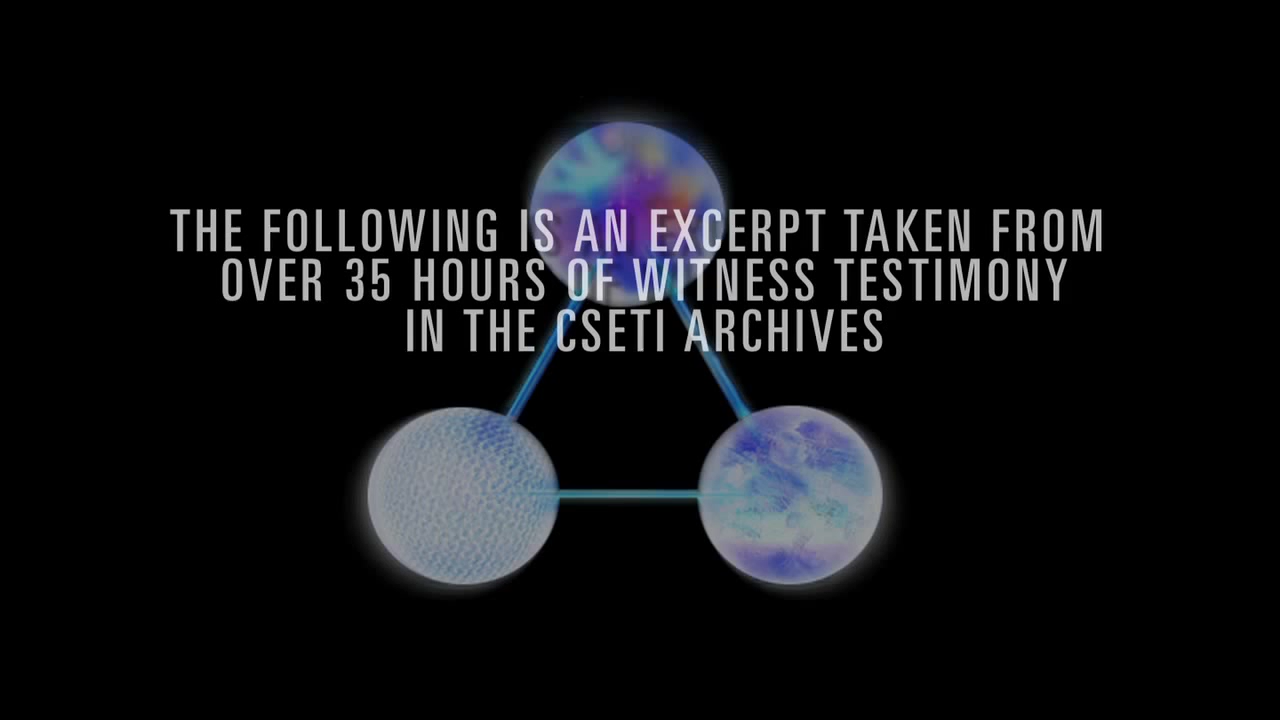 THE FOLLOWING IS AN EXCERPT TAKEN FROM
OVER 35 HOURS OF WITNESS TESTIMONY
IN THE CSETI ARCHIVES